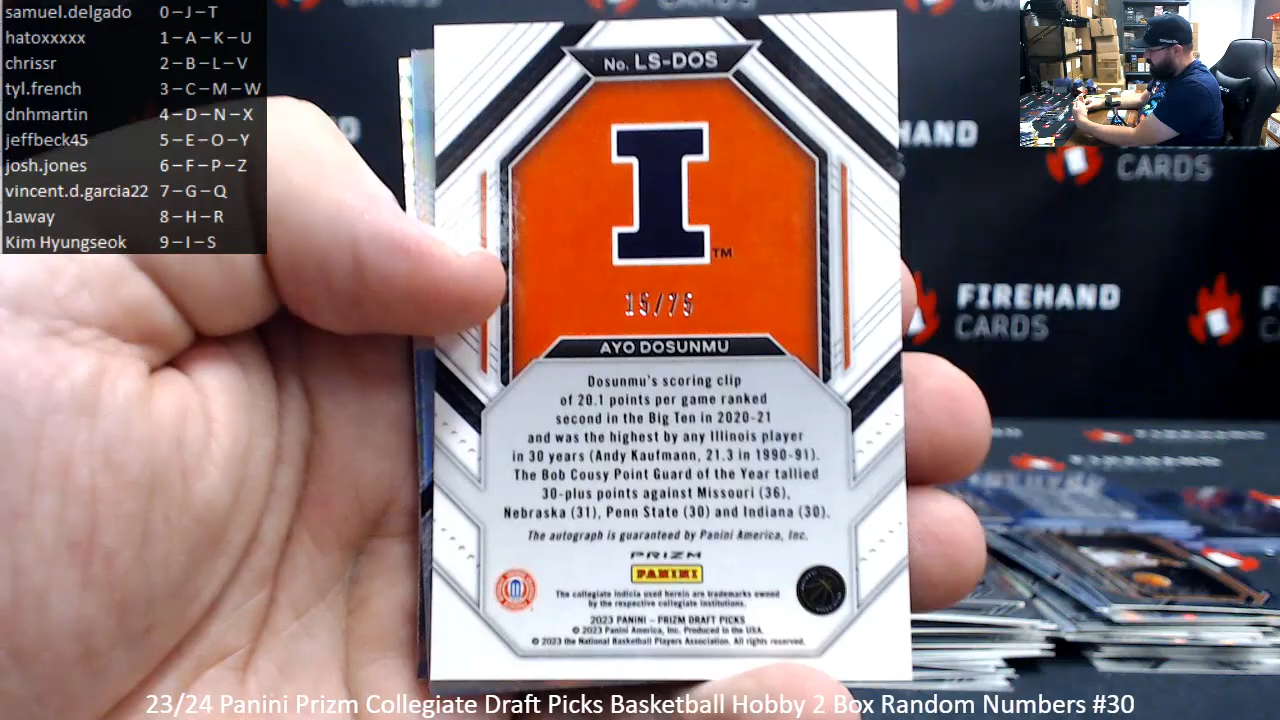 samuel.delgado 0-J-T
hatoxxxxx 1-A-K-U
chrissr 2-B-L-V
tyl.french 3-C-M-W
dnhmartin 4-D-N-X
jeffbeck45 5-E-O-Y
josh.jones 6-F-P-Z
vincent.d.garcia22 7-G-Q
1away 8-H-R
Kim Hyungseok 9-I-S
No. LS-DOS
I
TM
15/75
AYO DOSUNMU
Dosunmu's scoring clip
of 20.1 points per game ranked
second in the Big Ten in 2020-21
and was the highest by any Illinois player
in 30 years (Andy Kaufmann, 21.3 in 1990-91).
The Bob Cousy Point Guard of the Year tallied
30-plus points against Missouri (36),
Nebraska (31), Penn State (30) and Indiana (30).
The autograph is guaranteed by Panini America, Inc.
PRIZM
PANINI
The collegiate indicia used herein are trademarks owned
by the respective collegiate institutions.
2023 PANINI – PRIZM DRAFT PICKS
© 2023 Panini America, Inc. Produced in the USA.
© 2023 the National Basketball Players Association. All rights reserved.
HAND
CARDS
FIREHAND
CARDS
23/24 Panini Prizm Collegiate Draft Picks Basketball Hobby 2 Box Random Numbers #30